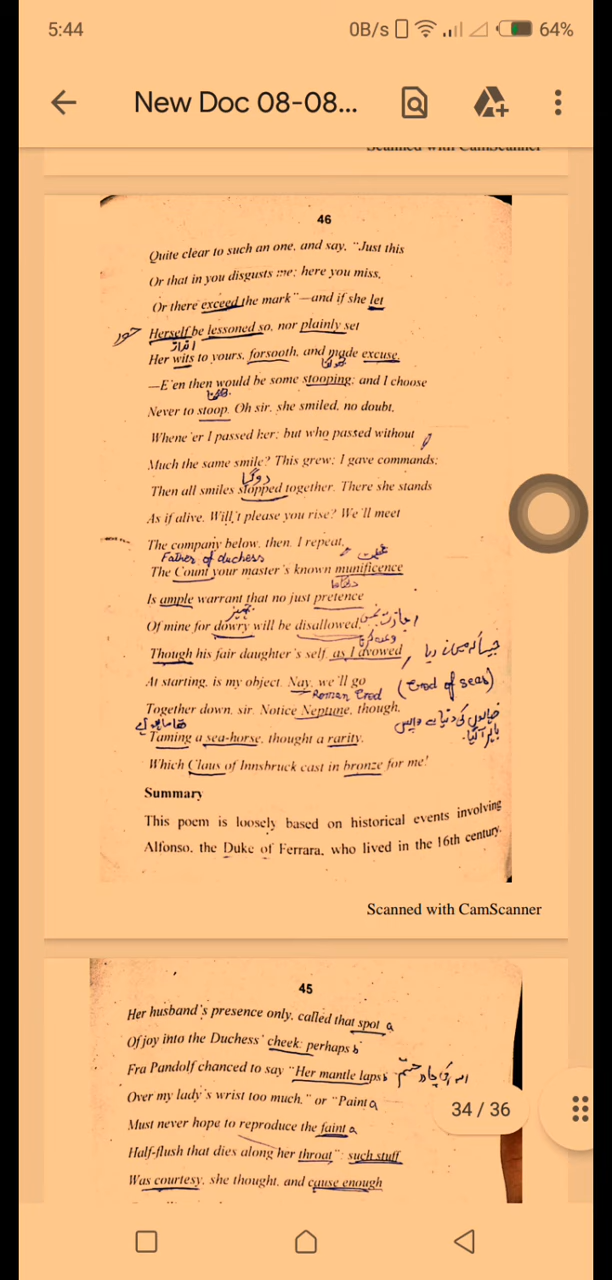 5:44
0B/s
64%
New Doc 08-08...
Scanned with CamScanner
46
Quite clear to such an one, and say, "Just this
Or that in you disgusts me; here you miss,
Or there exceed the mark"—and if she let
Herself be lessoned so, nor plainly set
Her wits to yours, forsooth, and made excuse,
—E'en then would be some stooping; and I choose
Never to stoop. Oh sir, she smiled, no doubt,
Whene'er I passed her; but who passed without
Much the same smile? This grew; I gave commands;
Then all smiles stopped together. There she stands
As if alive. Will't please you rise? We'll meet
The company below, then. I repeat,
Father of duchess
The Count your master's known munificence
Is ample warrant that no just pretence
جہیز
Of mine for dowry will be disallowed;
Though his fair daughter's self, as I avowed
At starting, is my object. Nay, we'll go
Roman God (God of seas)
Together down, sir. Notice Neptune, though,
Taming a sea-horse, thought a rarity,
Which Claus of Innsbruck cast in bronze for me!
Summary
This poem is loosely based on historical events involving
Alfonso, the Duke of Ferrara, who lived in the 16th century.
Scanned with CamScanner
45
Her husband's presence only, called that spot a
Of joy into the Duchess' cheek: perhaps b
Fra Pandolf chanced to say "Her mantle laps b
Over my lady's wrist too much," or "Paint a
Must never hope to reproduce the faint a
Half-flush that dies along her throat": such stuff
Was courtesy, she thought, and cause enough
34 / 36